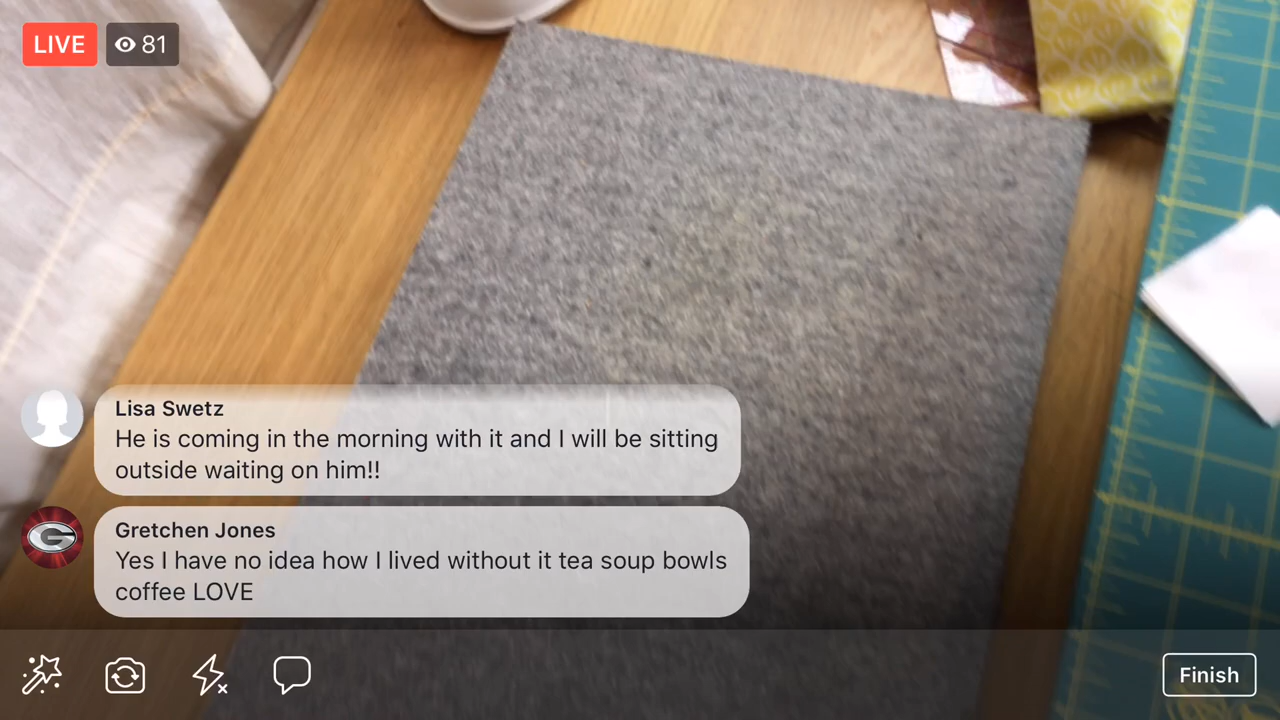 LIVE
81
Lisa Swetz
He is coming in the morning with it and I will be sitting
outside waiting on him!!
G
Gretchen Jones
Yes I have no idea how I lived without it tea soup bowls
coffee LOVE
Finish